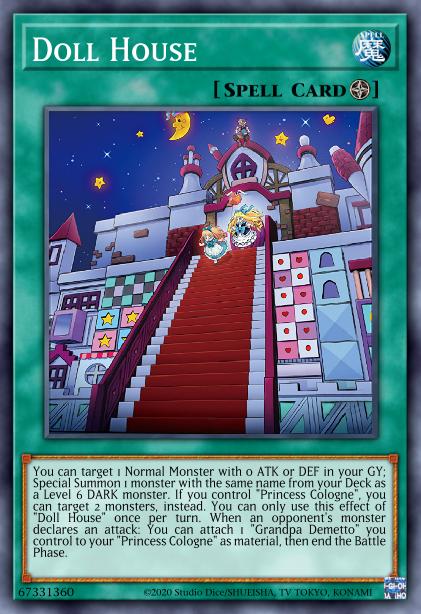 DOLL HOUSE
SPELL
魔
[SPELL CARD]
You can target 1 Normal Monster with 0 ATK or DEF in your GY;
Special Summon 1 monster with the same name from your Deck as
a Level 6 DARK monster. If you control "Princess Cologne", you
can target 2 monsters, instead. You can only use this effect of
"Doll House" once per turn. When an opponent's monster
declares an attack: You can attach 1 "Grandpa Demetto" you
control to your "Princess Cologne" as material, then end the Battle
Phase.
67331360
©2020 Studio Dice/SHUEISHA, TV TOKYO, KONAMI